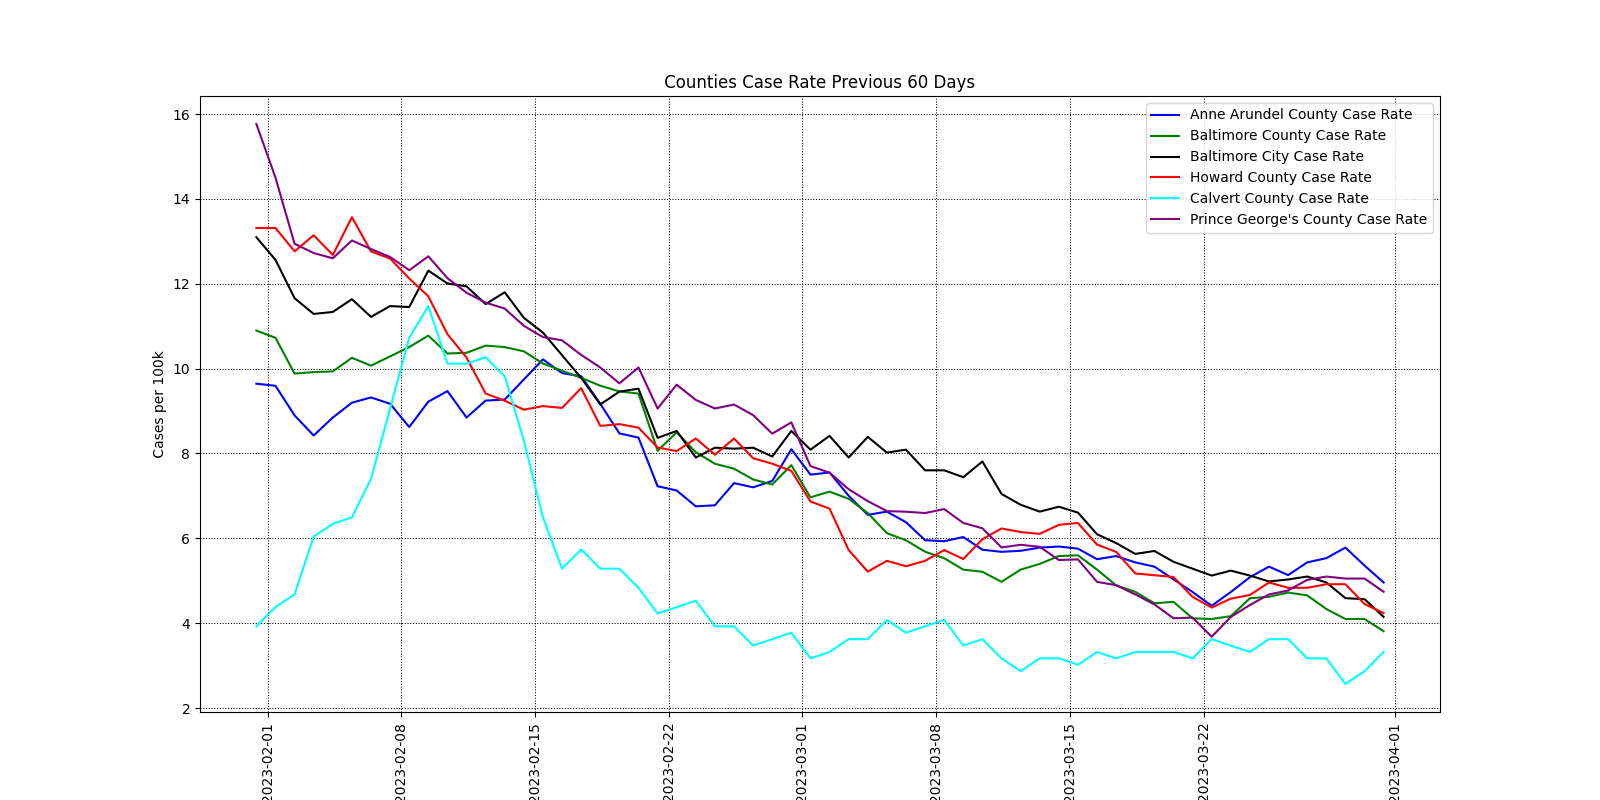 Counties Case Rate Previous 60 Days
Cases per 100k
16
14
12
10
8
6
4
2
Anne Arundel County Case Rate
Baltimore County Case Rate
Baltimore City Case Rate
Howard County Case Rate
Calvert County Case Rate
Prince George's County Case Rate
2023-02-01
2023-02-08
2023-02-15
2023-02-22
2023-03-01
2023-03-08
2023-03-15
2023-03-22
2023-04-01